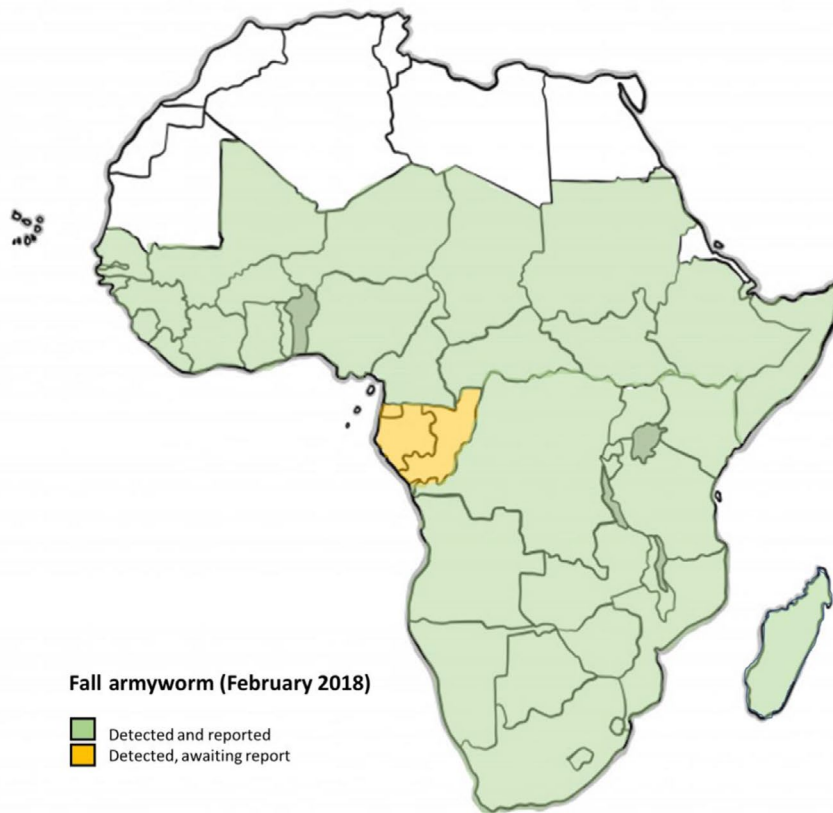 Fall armyworm (February 2018)
Detected and reported
Detected, awaiting report